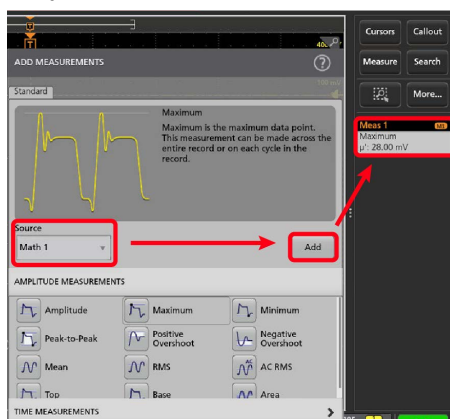 T
T
Cursors
Callout
ADD MEASUREMENTS
?
Measure
Search
Standard
More...
Maximum
Maximum is the maximum data point.
This measurement can be made across the
entire record or on each cycle in the
record.
Meas 1
M1
Maximum
µ': 28.00 mV
Source
Math 1
Add
AMPLITUDE MEASUREMENTS
Amplitude
Maximum
Minimum
Peak-to-Peak
Positive
Overshoot
Negative
Overshoot
Mean
RMS
AC RMS
Top
Base
Area
TIME MEASUREMENTS